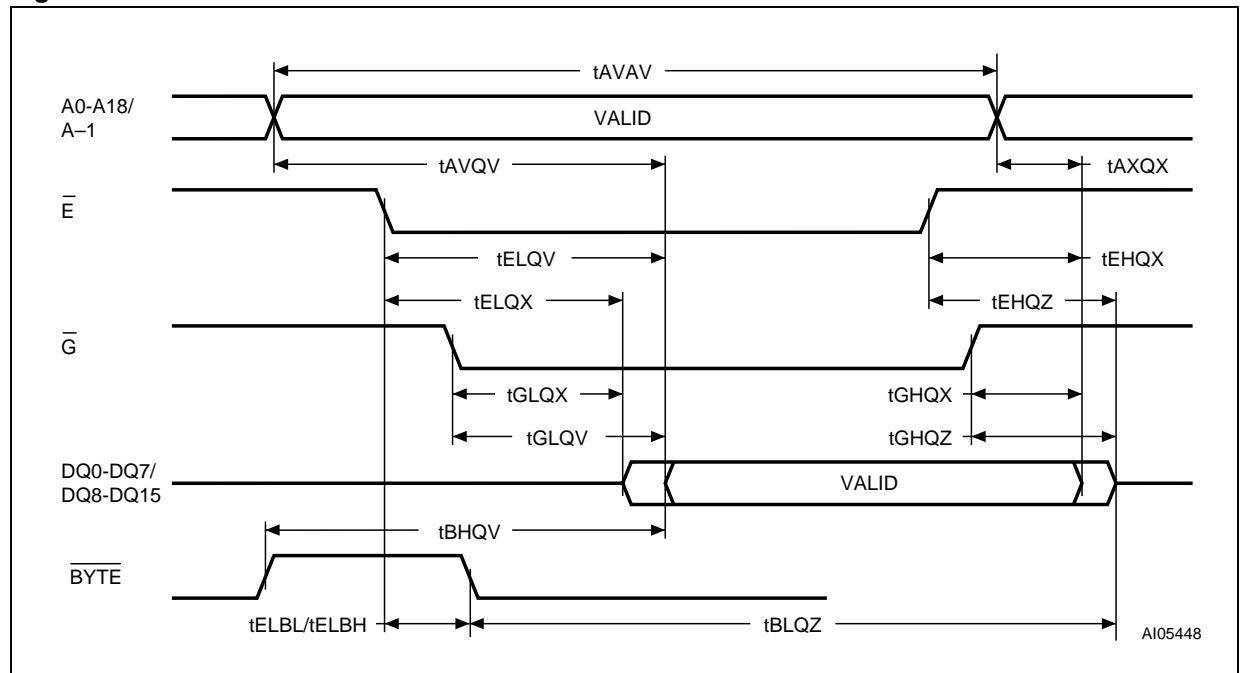 tAVAV
A0-A18/
A–1
VALID
tAVQV
tAXQX
E̅
tELQV
tEHQX
tELQX
tEHQZ
G̅
tGLQX
tGHQX
tGLQV
tGHQZ
DQ0-DQ7/
DQ8-DQ15
VALID
tBHQV
B̅Y̅T̅E̅
tELBL/tELBH
tBLQZ
AI05448